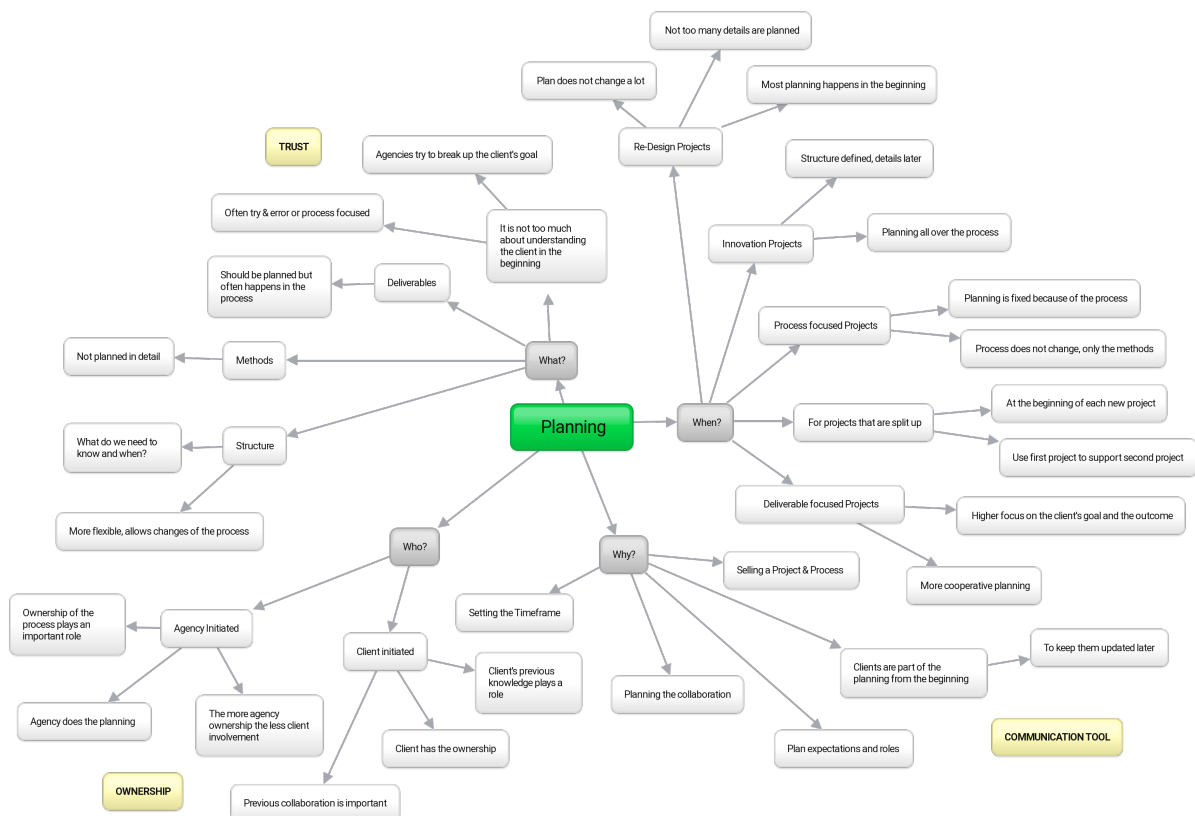 Not too many details are planned
Plan does not change a lot
Most planning happens in the beginning
TRUST
Re-Design Projects
Agencies try to break up the client's goal
Structure defined, details later
Often try & error or process focused
It is not too much
about understanding
the client in the
beginning
Innovation Projects
Planning all over the process
Should be planned but
often happens in the
process
Deliverables
Planning is fixed because of the process
Process focused Projects
Process does not change, only the methods
Not planned in detail
Methods
What?
At the beginning of each new project
Planning
When?
For projects that are split up
What do we need to
know and when?
Structure
Use first project to support second project
Deliverable focused Projects
Higher focus on the client's goal and the outcome
More flexible, allows changes of the process
Who?
Why?
Selling a Project & Process
More cooperative planning
Setting the Timeframe
Ownership of the
process plays an
important role
Agency Initiated
Client initiated
To keep them updated later
Clients are part of the
planning from the beginning
Client's previous
knowledge plays a
role
Planning the collaboration
Agency does the planning
The more agency
ownership the less client
involvement
Client has the ownership
Plan expectations and roles
COMMUNICATION TOOL
OWNERSHIP
Previous collaboration is important